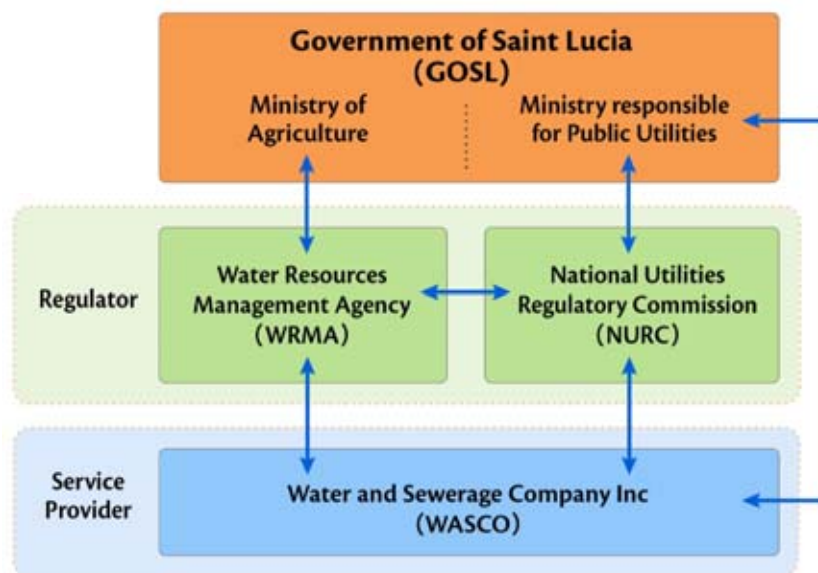 Government of Saint Lucia
(GOSL)
Ministry of
Agriculture
Ministry responsible
for Public Utilities
Regulator
Water Resources
Management Agency
(WRMA)
National Utilities
Regulatory Commission
(NURC)
Service
Provider
Water and Sewerage Company Inc
(WASCO)